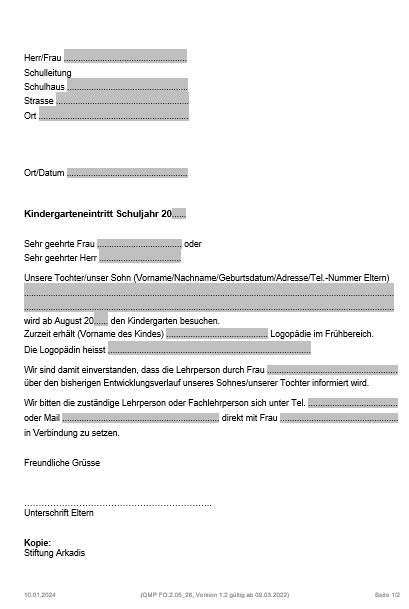 Herr/Frau ........................................
Schulleitung
Schulhaus ........................................
Strasse ............................................
Ort ..................................................
Ort/Datum ........................................
Kindergarteneintritt Schuljahr 20.....
Sehr geehrte Frau ............................ oder
Sehr geehrter Herr ...........................
Unsere Tochter/unser Sohn (Vorname/Nachname/Geburtsdatum/Adresse/Tel.-Nummer Eltern)
........................................................................................................................
........................................................................................................................
wird ab August 20..... den Kindergarten besuchen.
Zurzeit erhält (Vorname des Kindes) ................................. Logopädie im Frühbereich.
Die Logopädin heisst ...................................................................
Wir sind damit einverstanden, dass die Lehrperson durch Frau ...........................................
über den bisherigen Entwicklungsverlauf unseres Sohnes/unserer Tochter informiert wird.
Wir bitten die zuständige Lehrperson oder Fachlehrperson sich unter Tel. ..............................
oder Mail ................................................... direkt mit Frau ......................................
in Verbindung zu setzen.
Freundliche Grüsse
..............................................................
Unterschrift Eltern
Kopie:
Stiftung Arkadis
10.01.2024 (QMP FO.2.05_26, Version 1.2 gültig ab 09.03.2022) Seite 1/2